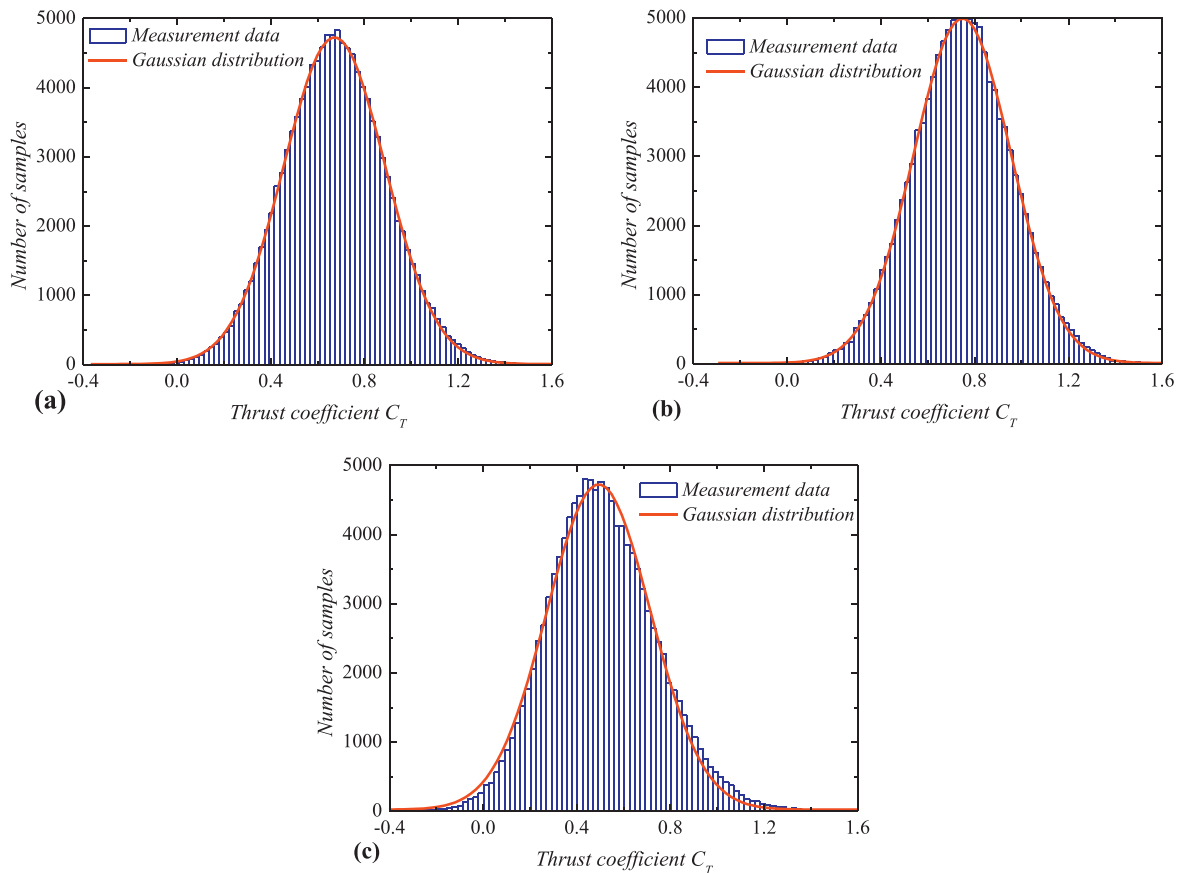 5000
4000
3000
2000
1000
0
Number of samples
Measurement data
Gaussian distribution
-0.4 0.0 0.4 0.8 1.2 1.6
Thrust coefficient C_T
(a)
5000
4000
3000
2000
1000
0
Number of samples
Measurement data
Gaussian distribution
-0.4 0.0 0.4 0.8 1.2 1.6
Thrust coefficient C_T
(b)
5000
4000
3000
2000
1000
0
Number of samples
Measurement data
Gaussian distribution
-0.4 0.0 0.4 0.8 1.2 1.6
Thrust coefficient C_T
(c)